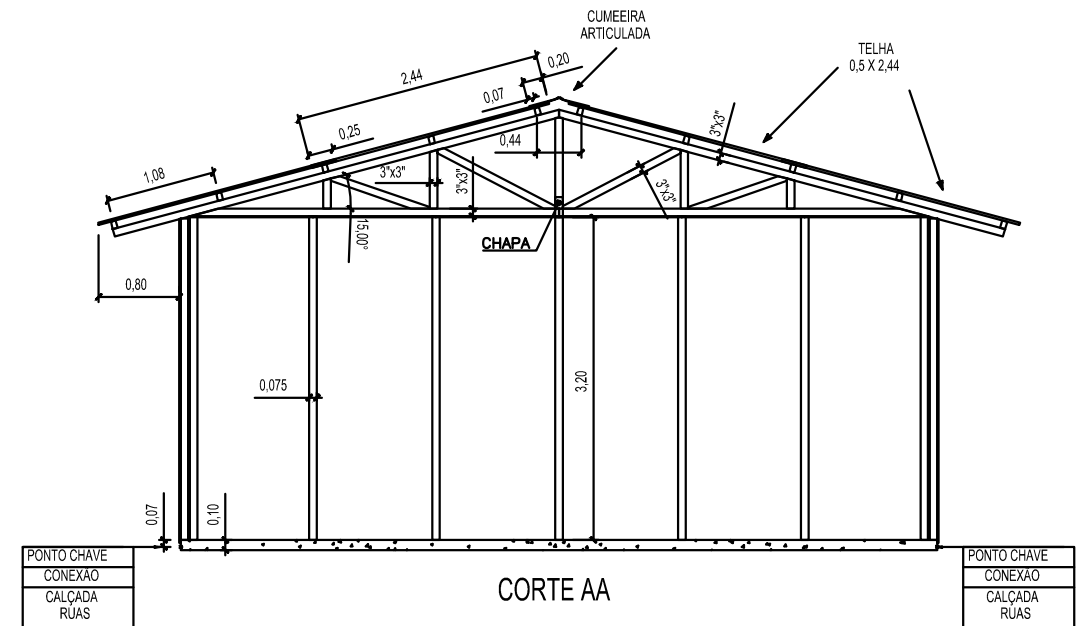 CUMEEIRA
ARTICULADA
TELHA
0,5 X 2,44
2,44
0,20
0,07
0,25
0,44
3"x3"
1,08
3"x3"
3"x3"
3"x3"
15,00°
CHAPA
0,80
0,075
3,20
0,07
0,10
PONTO CHAVE
CONEXÃO
CALÇADA
RUAS
CORTE AA
PONTO CHAVE
CONEXÃO
CALÇADA
RUAS